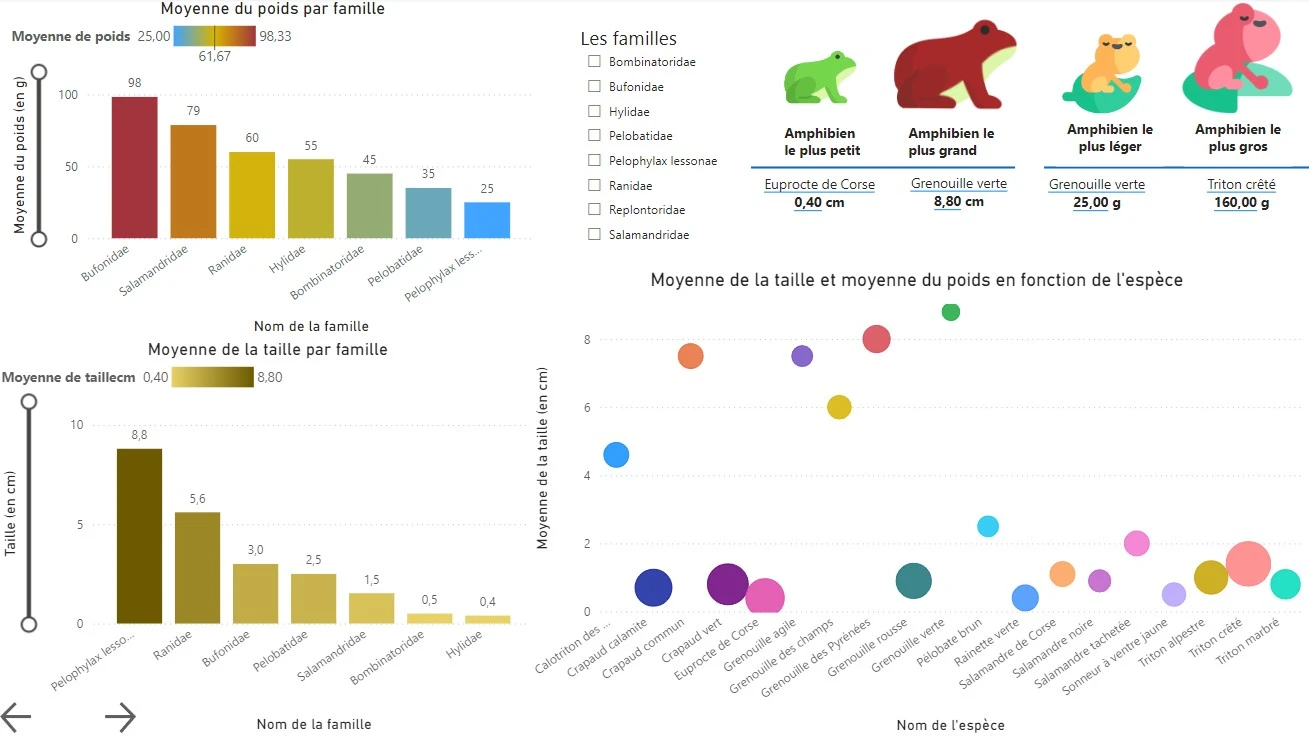 Moyenne du poids par famille
Moyenne de poids 25,00 98,33
61,67
Moyenne du poids (en g)
100
50
0
98
79
60
55
45
35
25
Bufonidae
Salamandridae
Ranidae
Hylidae
Bombinatoridae
Pelobatidae
Pelophylax less...
Nom de la famille
Les familles
Bombinatoridae
Bufonidae
Hylidae
Pelobatidae
Pelophylax lessonae
Ranidae
Replontoridae
Salamandridae
Amphibien
le plus petit
Euprocte de Corse
0,40 cm
Amphibien le
plus grand
Grenouille verte
8,80 cm
Amphibien le
plus léger
Grenouille verte
25,00 g
Amphibien le
plus gros
Triton crêté
160,00 g
Moyenne de la taille par famille
Moyenne de taillecm 0,40 8,80
Taille (en cm)
10
5
0
8,8
5,6
3,0
2,5
1,5
0,5
0,4
Pelophylax lesso...
Ranidae
Bufonidae
Pelobatidae
Salamandridae
Bombinatoridae
Hylidae
Nom de la famille
Moyenne de la taille et moyenne du poids en fonction de l'espèce
Moyenne de la taille (en cm)
8
6
4
2
0
Calotriton des ...
Crapaud calamite
Crapaud commun
Crapaud vert
Euprocte de Corse
Grenouille agile
Grenouille des champs
Grenouille des Pyrénées
Grenouille rousse
Grenouille verte
Pélobate brun
Rainette verte
Salamandre de Corse
Salamandre noire
Salamandre tachetée
Sonneur à ventre jaune
Triton alpestre
Triton crêté
Triton marbré
Nom de l'espèce